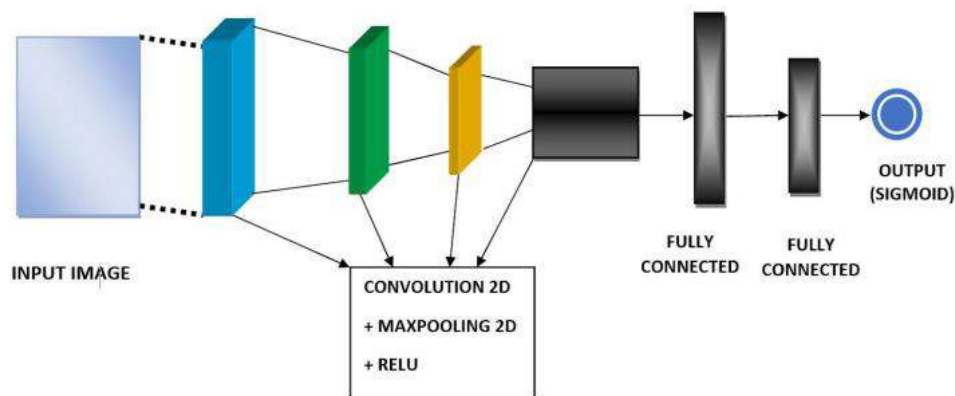 INPUT IMAGE
CONVOLUTION 2D
+ MAXPOOLING 2D
+ RELU
FULLY
CONNECTED
FULLY
CONNECTED
OUTPUT
(SIGMOID)